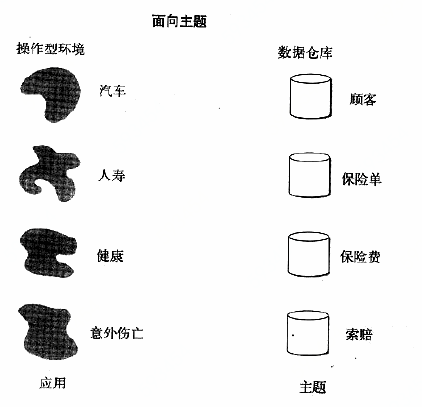 面向主题
操作型环境
数据仓库
汽车
顾客
人寿
保险单
健康
保险费
意外伤亡
索赔
应用
主题